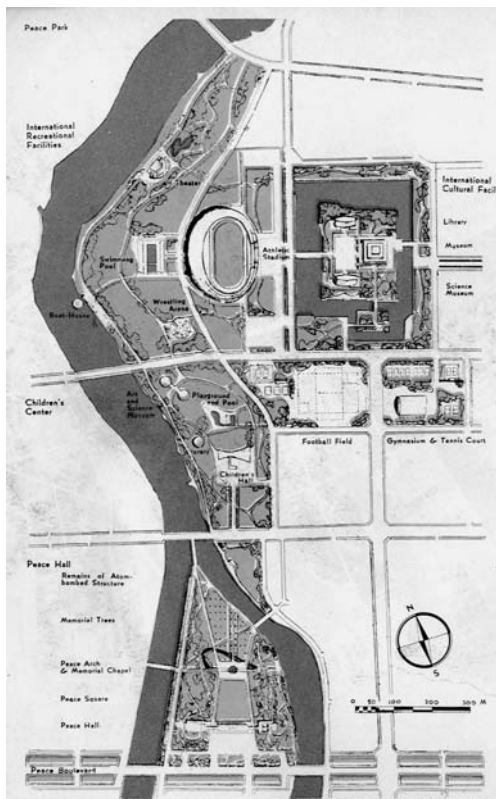 Peace Park
International
Recreational
Facilities
Theater
International
Cultural Facil
Library
Athletic
Stadium
Museum
Swimming
Pool
Science
Museum
Wrestling
Arena
Boat-House
Children's
Center
Art
and
Science
Museum
Playground
and Pool
Library
Football Field
Gymnasium & Tennis Court
Children's
Hall
Peace Hall
Remains of Atom-
bombed Structure
Memorial Trees
N
Peace Arch
& Memorial Chapel
S
Peace Square
0 50 100 200 300 M
Peace Hall
Peace Boulevard